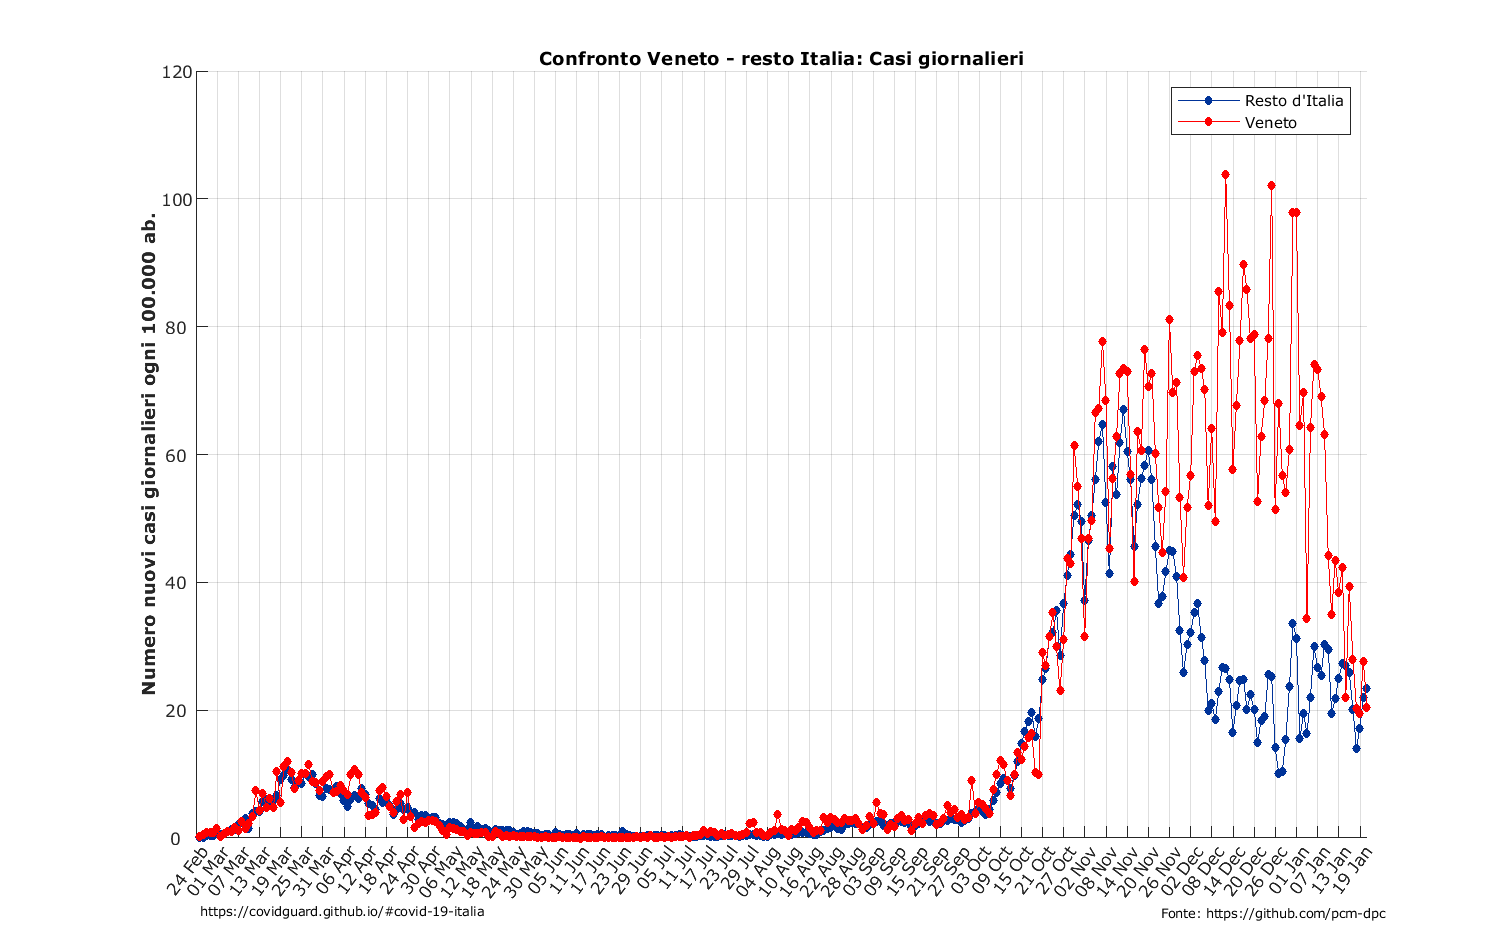 Confronto Veneto - resto Italia: Casi giornalieri
Resto d'Italia
Veneto
Numero nuovi casi giornalieri ogni 100.000 ab.
120
100
80
60
40
20
0
24 Feb
01 Mar
07 Mar
13 Mar
19 Mar
25 Mar
31 Mar
06 Apr
12 Apr
18 Apr
24 Apr
30 Apr
06 May
12 May
18 May
24 May
30 May
05 Jun
11 Jun
17 Jun
23 Jun
29 Jun
05 Jul
11 Jul
17 Jul
23 Jul
29 Jul
04 Aug
10 Aug
16 Aug
22 Aug
28 Aug
03 Sep
09 Sep
15 Sep
21 Sep
27 Sep
03 Oct
09 Oct
15 Oct
21 Oct
27 Oct
02 Nov
08 Nov
14 Nov
20 Nov
26 Nov
02 Dec
08 Dec
14 Dec
20 Dec
26 Dec
01 Jan
07 Jan
13 Jan
19 Jan
https://covidguard.github.io/#covid-19-italia
Fonte: https://github.com/pcm-dpc